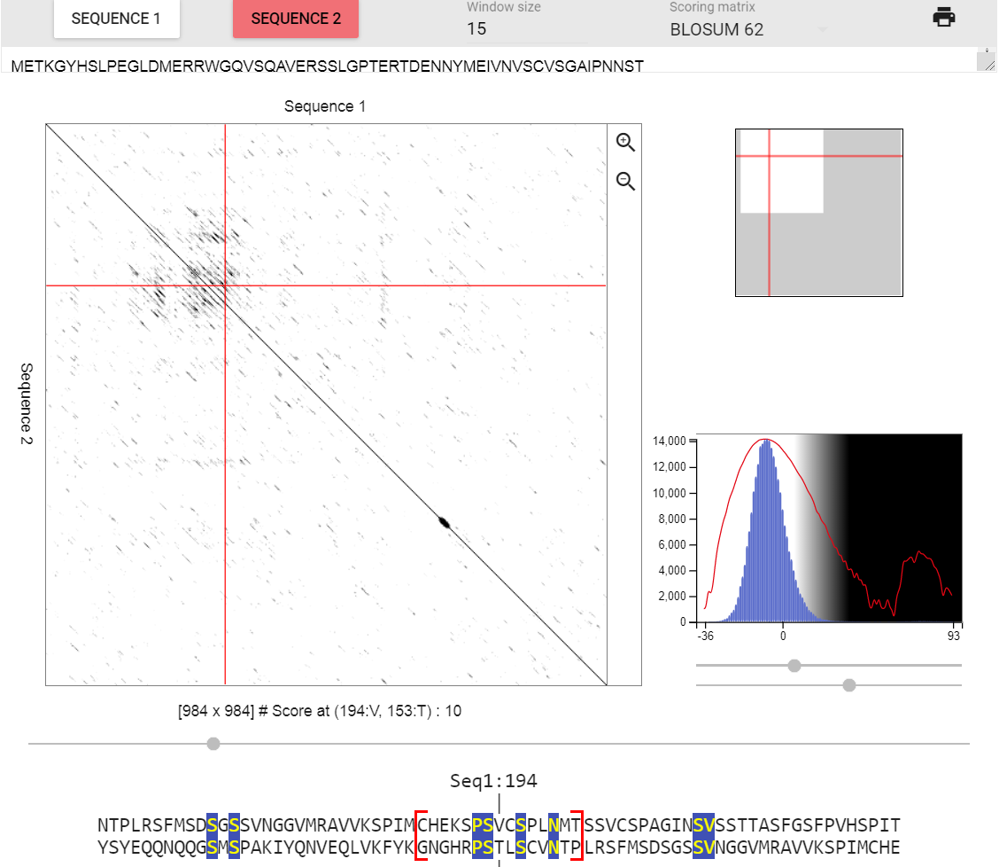 SEQUENCE 1
SEQUENCE 2
Window size
15
Scoring matrix
BLOSUM 62
METKGYHSLPEGLDMERRWGQVSQAVERSSLGPTERTDENNYMEIVNVSCVSGAIPNNST
Sequence 1
Sequence 2
14,000
12,000
10,000
8,000
6,000
4,000
2,000
0
-36
0
93
[984 x 984] # Score at (194:V, 153:T) : 10
Seq1:194
NTPLRSFMSDSGSSVNGGVMRAVVKSPIMCHEKSPSVCSPLNMTSSVCSPAGINSVSSTTASFGSFPVHSPIT
YSYEQQNQQGSMSPAKIYQNVEQLVKFYKGNGHRPSTLSCVNTPLRSFMSDSGSSVNGGVMRAVVKSPIMCHE